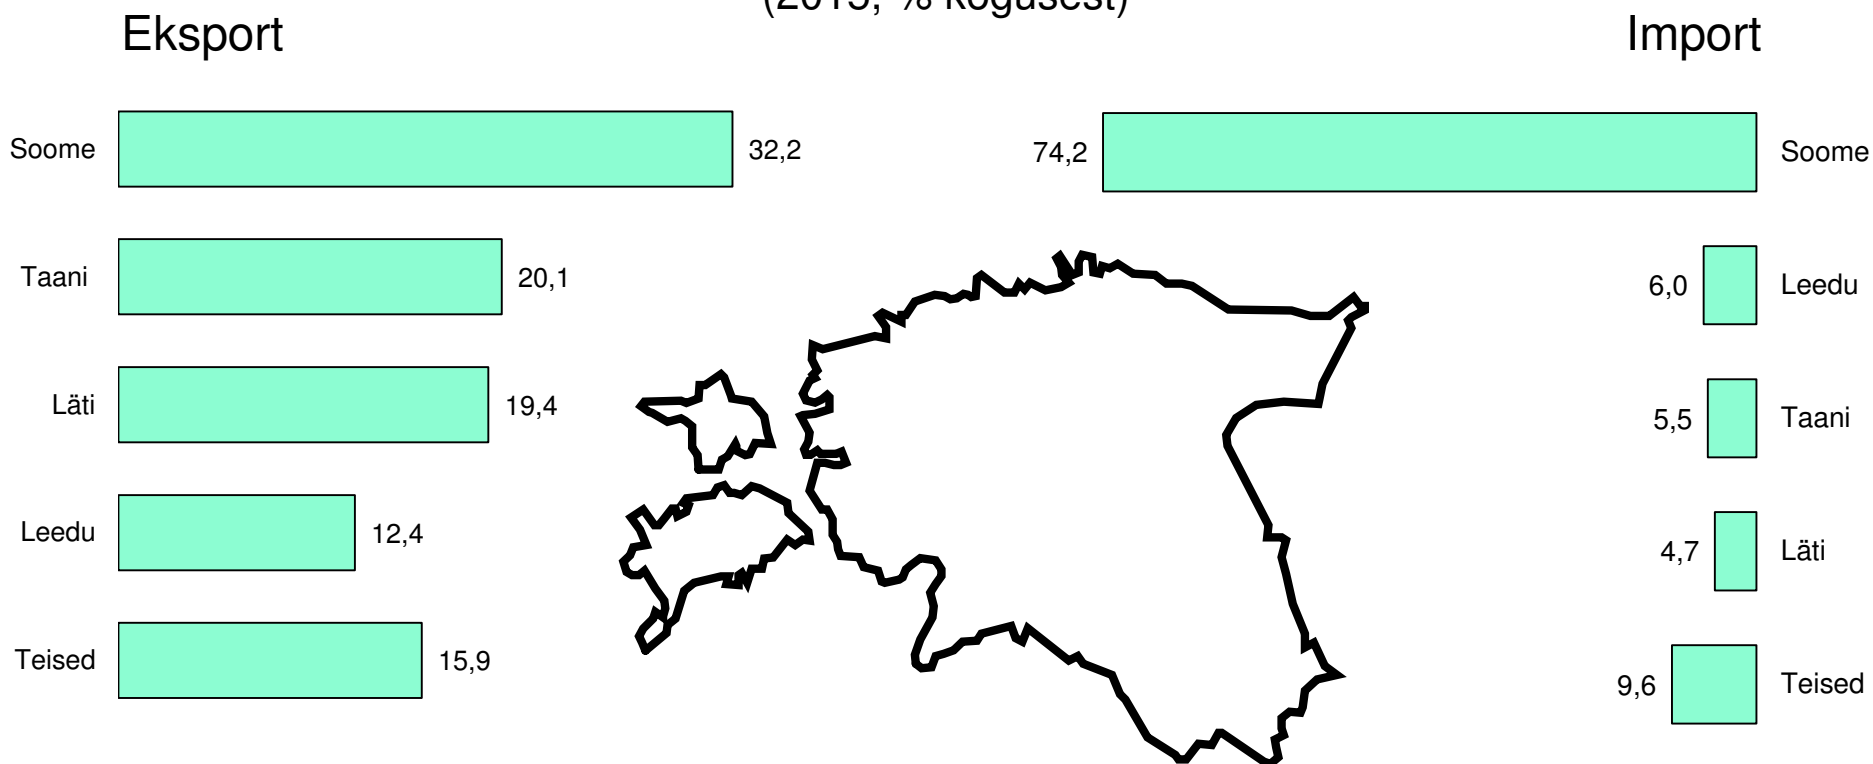 (2015, % kogusest)
Eksport
Import
Soome 32,2
74,2 Soome
Taani 20,1
6,0 Leedu
Läti 19,4
5,5 Taani
Leedu 12,4
4,7 Läti
Teised 15,9
9,6 Teised